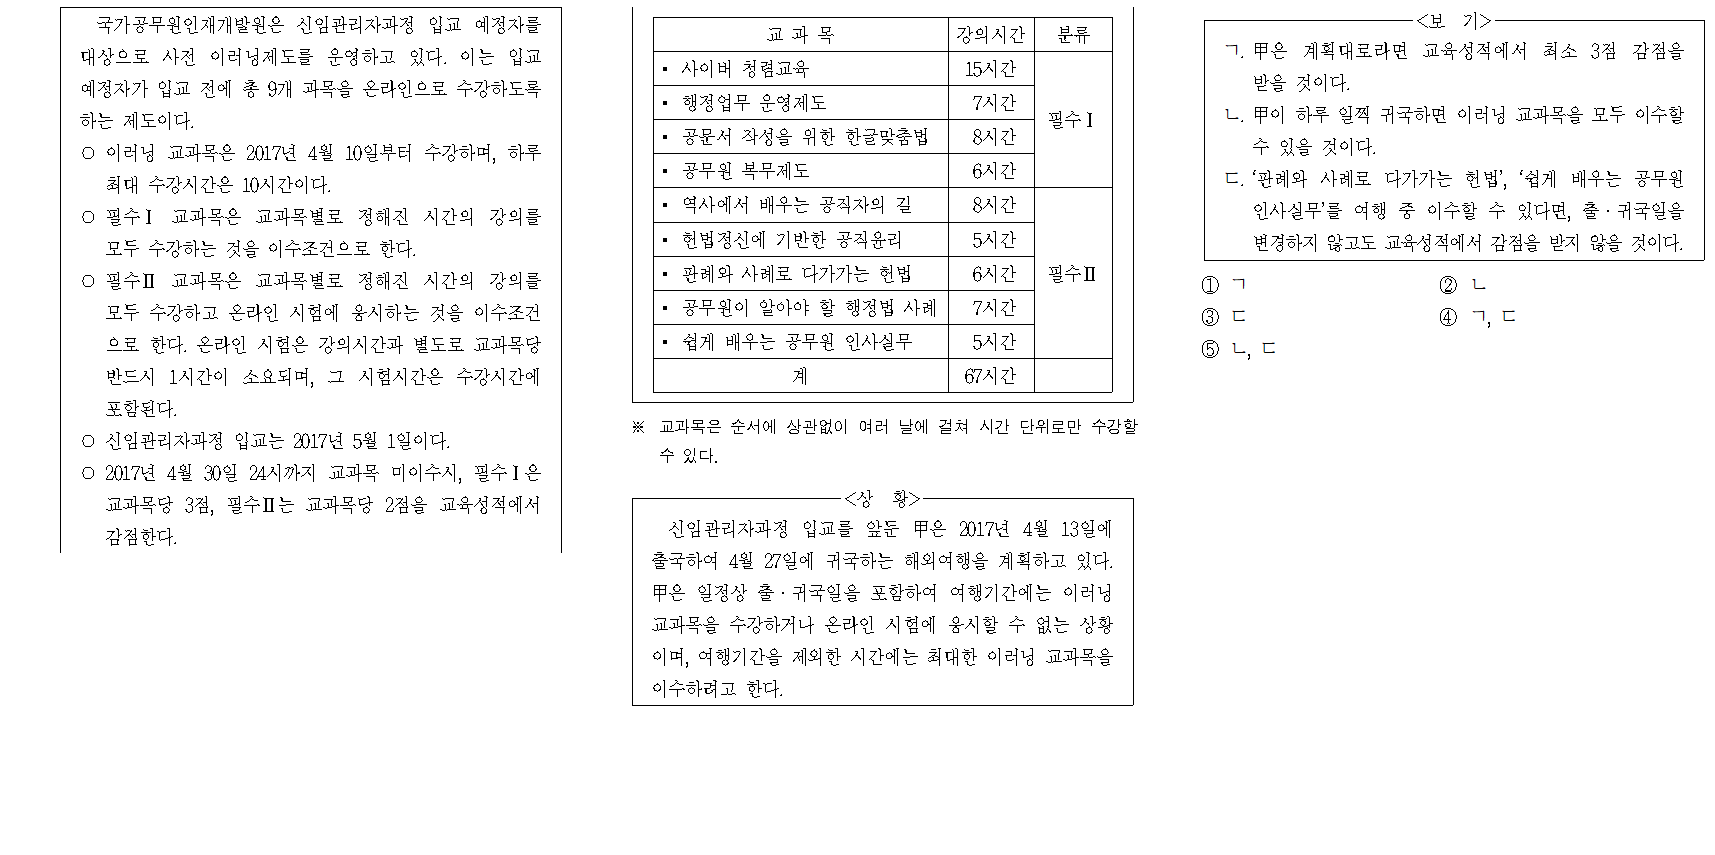 국가공무원인재개발원은 신임관리자과정 입교 예정자를
대상으로 사전 이러닝제도를 운영하고 있다. 이는 입교
예정자가 입교 전에 총 9개 과목을 온라인으로 수강하도록
하는 제도이다.
○ 이러닝 교과목은 2017년 4월 10일부터 수강하며, 하루
최대 수강시간은 10시간이다.
○ 필수Ⅰ 교과목은 교과목별로 정해진 시간의 강의를
모두 수강하는 것을 이수조건으로 한다.
○ 필수Ⅱ 교과목은 교과목별로 정해진 시간의 강의를
모두 수강하고 온라인 시험에 응시하는 것을 이수조건
으로 한다. 온라인 시험은 강의시간과 별도로 교과목당
반드시 1시간이 소요되며, 그 시험시간은 수강시간에
포함된다.
○ 신임관리자과정 입교는 2017년 5월 1일이다.
○ 2017년 4월 30일 24시까지 교과목 미이수시, 필수Ⅰ은
교과목당 3점, 필수Ⅱ는 교과목당 2점을 교육성적에서
감점한다.
교 과 목 강의시간 분류
▪ 사이버 청렴교육 15시간
▪ 행정업무 운영제도 7시간
필수Ⅰ
▪ 공문서 작성을 위한 한글맞춤법 8시간
▪ 공무원 복무제도 6시간
▪ 역사에서 배우는 공직자의 길 8시간
▪ 헌법정신에 기반한 공직윤리 5시간
▪ 판례와 사례로 다가가는 헌법 6시간 필수Ⅱ
▪ 공무원이 알아야 할 행정법 사례 7시간
▪ 쉽게 배우는 공무원 인사실무 5시간
계 67시간
※ 교과목은 순서에 상관없이 여러 날에 걸쳐 시간 단위로만 수강할
수 있다.
<상 황>
신임관리자과정 입교를 앞둔 甲은 2017년 4월 13일에
출국하여 4월 27일에 귀국하는 해외여행을 계획하고 있다.
甲은 일정상 출ㆍ귀국일을 포함하여 여행기간에는 이러닝
교과목을 수강하거나 온라인 시험에 응시할 수 없는 상황
이며, 여행기간을 제외한 시간에는 최대한 이러닝 교과목을
이수하려고 한다.
<보 기>
ㄱ. 甲은 계획대로라면 교육성적에서 최소 3점 감점을
받을 것이다.
ㄴ. 甲이 하루 일찍 귀국하면 이러닝 교과목을 모두 이수할
수 있을 것이다.
ㄷ. ‘판례와 사례로 다가가는 헌법’, ‘쉽게 배우는 공무원
인사실무’를 여행 중 이수할 수 있다면, 출ㆍ귀국일을
변경하지 않고도 교육성적에서 감점을 받지 않을 것이다.
① ㄱ
② ㄴ
③ ㄷ
④ ㄱ, ㄷ
⑤ ㄴ, ㄷ